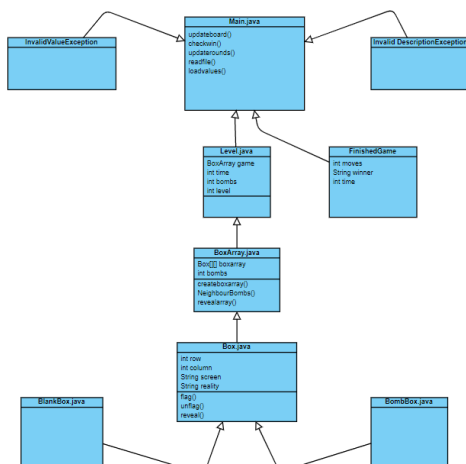 Main.java
updateboard()
checkwin()
updaterounds()
readfile()
loadvalues()
InvalidValueException
Invalid DescriptionException
Level.java
BoxArray game
int time
int bombs
int level
FinishedGame
int moves
String winner
int time
BoxArray.java
Box[][] boxarray
int bombs
createboxarray()
NeighbourBombs()
revealarray()
Box.java
int row
int column
String screen
String reality
flag()
unflag()
reveal()
BlankBox.java
BombBox.java